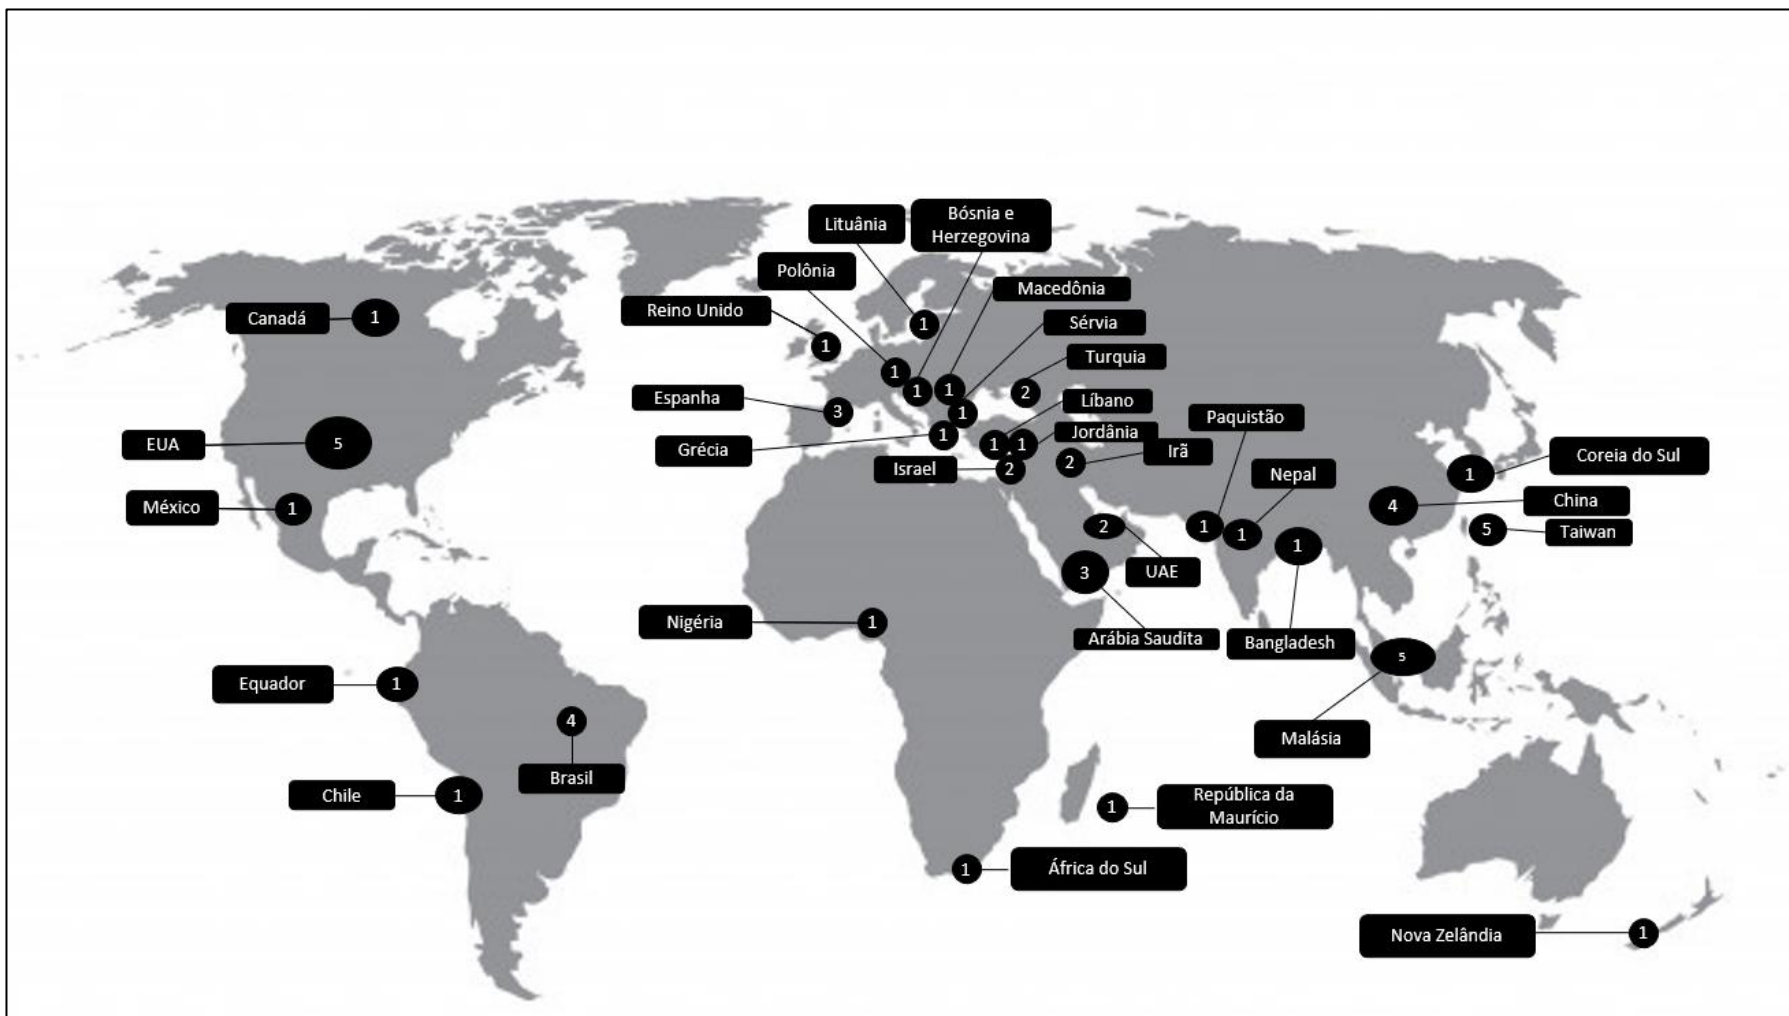 Lituânia
1
Bósnia e
Herzegovina
1
Polônia
1
Macedônia
1
Reino Unido
1
Canadá
1
Sérvia
1
Turquia
2
Espanha
3
Líbano
1
Paquistão
1
Jordânia
1
EUA
5
Grécia
1
Irã
2
Israel
2
Coreia do Sul
1
Nepal
1
México
1
China
4
Taiwan
5
UAE
2
Arábia Saudita
3
Nigéria
1
Bangladesh
1
Malásia
5
Equador
1
Brasil
4
Chile
1
República da
Maurício
1
África do Sul
1
Nova Zelândia
1